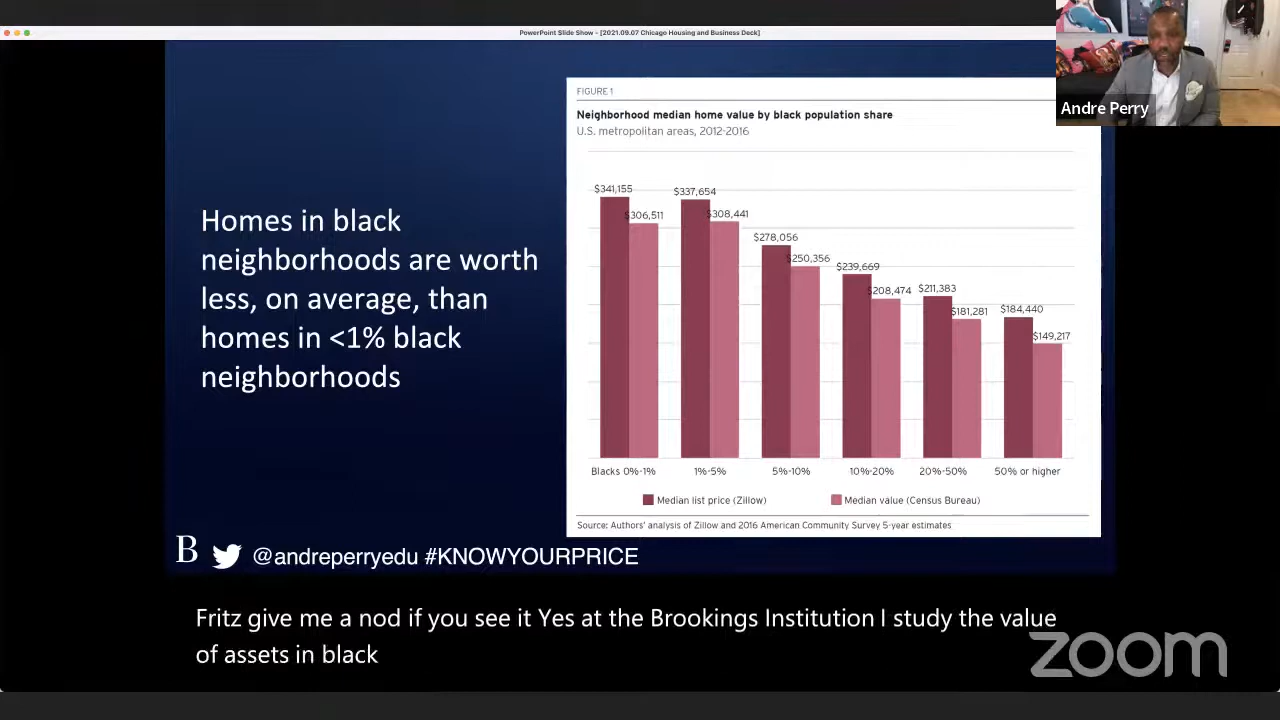 PowerPoint Slide Show - [2021.09.07 Chicago Housing and Business Deck]
Andre Perry
Homes in black
neighborhoods are worth
less, on average, than
homes in <1% black
neighborhoods
FIGURE 1
Neighborhood median home value by black population share
U.S. metropolitan areas, 2012-2016
$341,155
$306,511
$337,654
$308,441
$278,056
$250,356
$239,669
$208,474
$211,383
$181,281
$184,440
$149,217
Blacks 0%-1% 1%-5% 5%-10% 10%-20% 20%-50% 50% or higher
Median list price (Zillow) Median value (Census Bureau)
Source: Authors' analysis of Zillow and 2016 American Community Survey 5-year estimates
B @andreperryedu #KNOWYOURPRICE
Fritz give me a nod if you see it Yes at the Brookings Institution I study the value
of assets in black
zoom